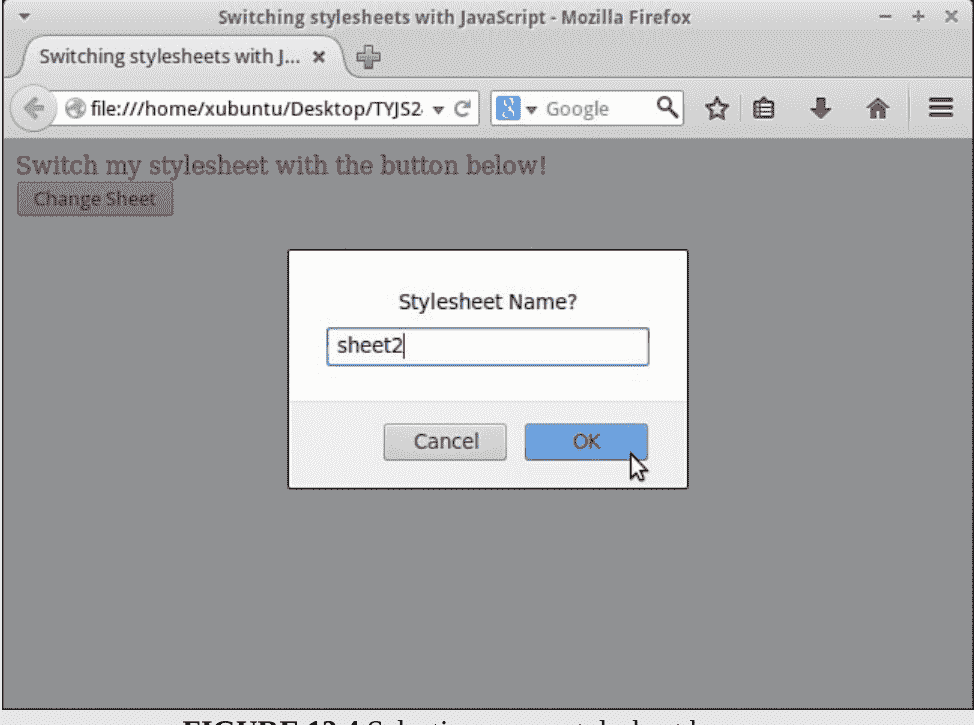 Switching stylesheets with JavaScript - Mozilla Firefox
Switching stylesheets with J...
file:///home/xubuntu/Desktop/TYJS2
Google
Switch my stylesheet with the button below!
Change Sheet
Stylesheet Name?
sheet2
Cancel
OK